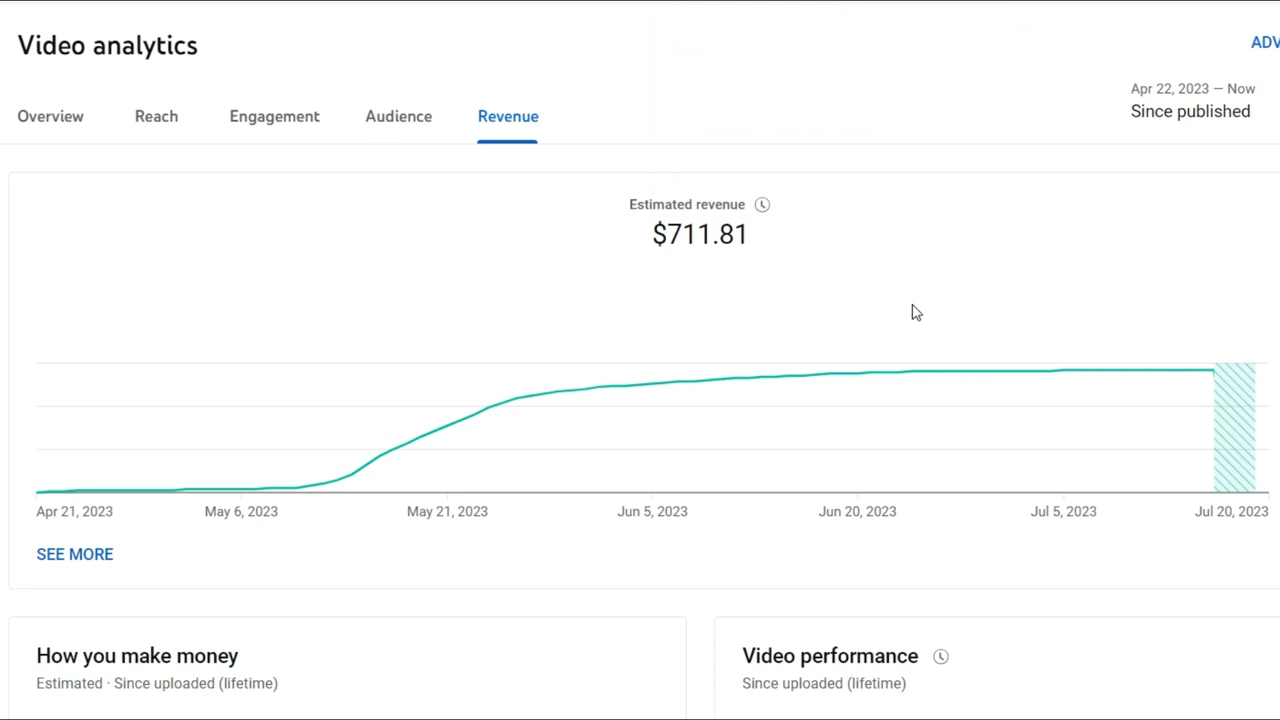 Video analytics
ADV
Overview Reach Engagement Audience Revenue
Apr 22, 2023 – Now
Since published
Estimated revenue
$711.81
Apr 21, 2023 May 6, 2023 May 21, 2023 Jun 5, 2023 Jun 20, 2023 Jul 5, 2023 Jul 20, 2023
SEE MORE
How you make money
Estimated · Since uploaded (lifetime)
Video performance
Since uploaded (lifetime)